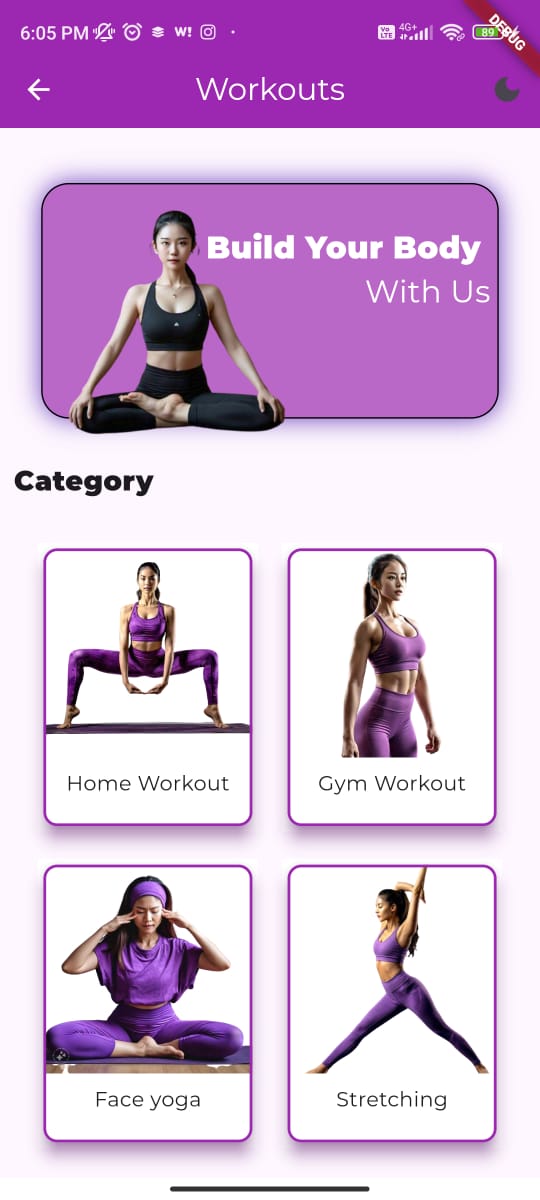 6:05 PM W! Vo LTE 4G+ 89
DEBUG
Workouts
Build Your Body
With Us
Category
Home Workout
Gym Workout
Face yoga
Stretching